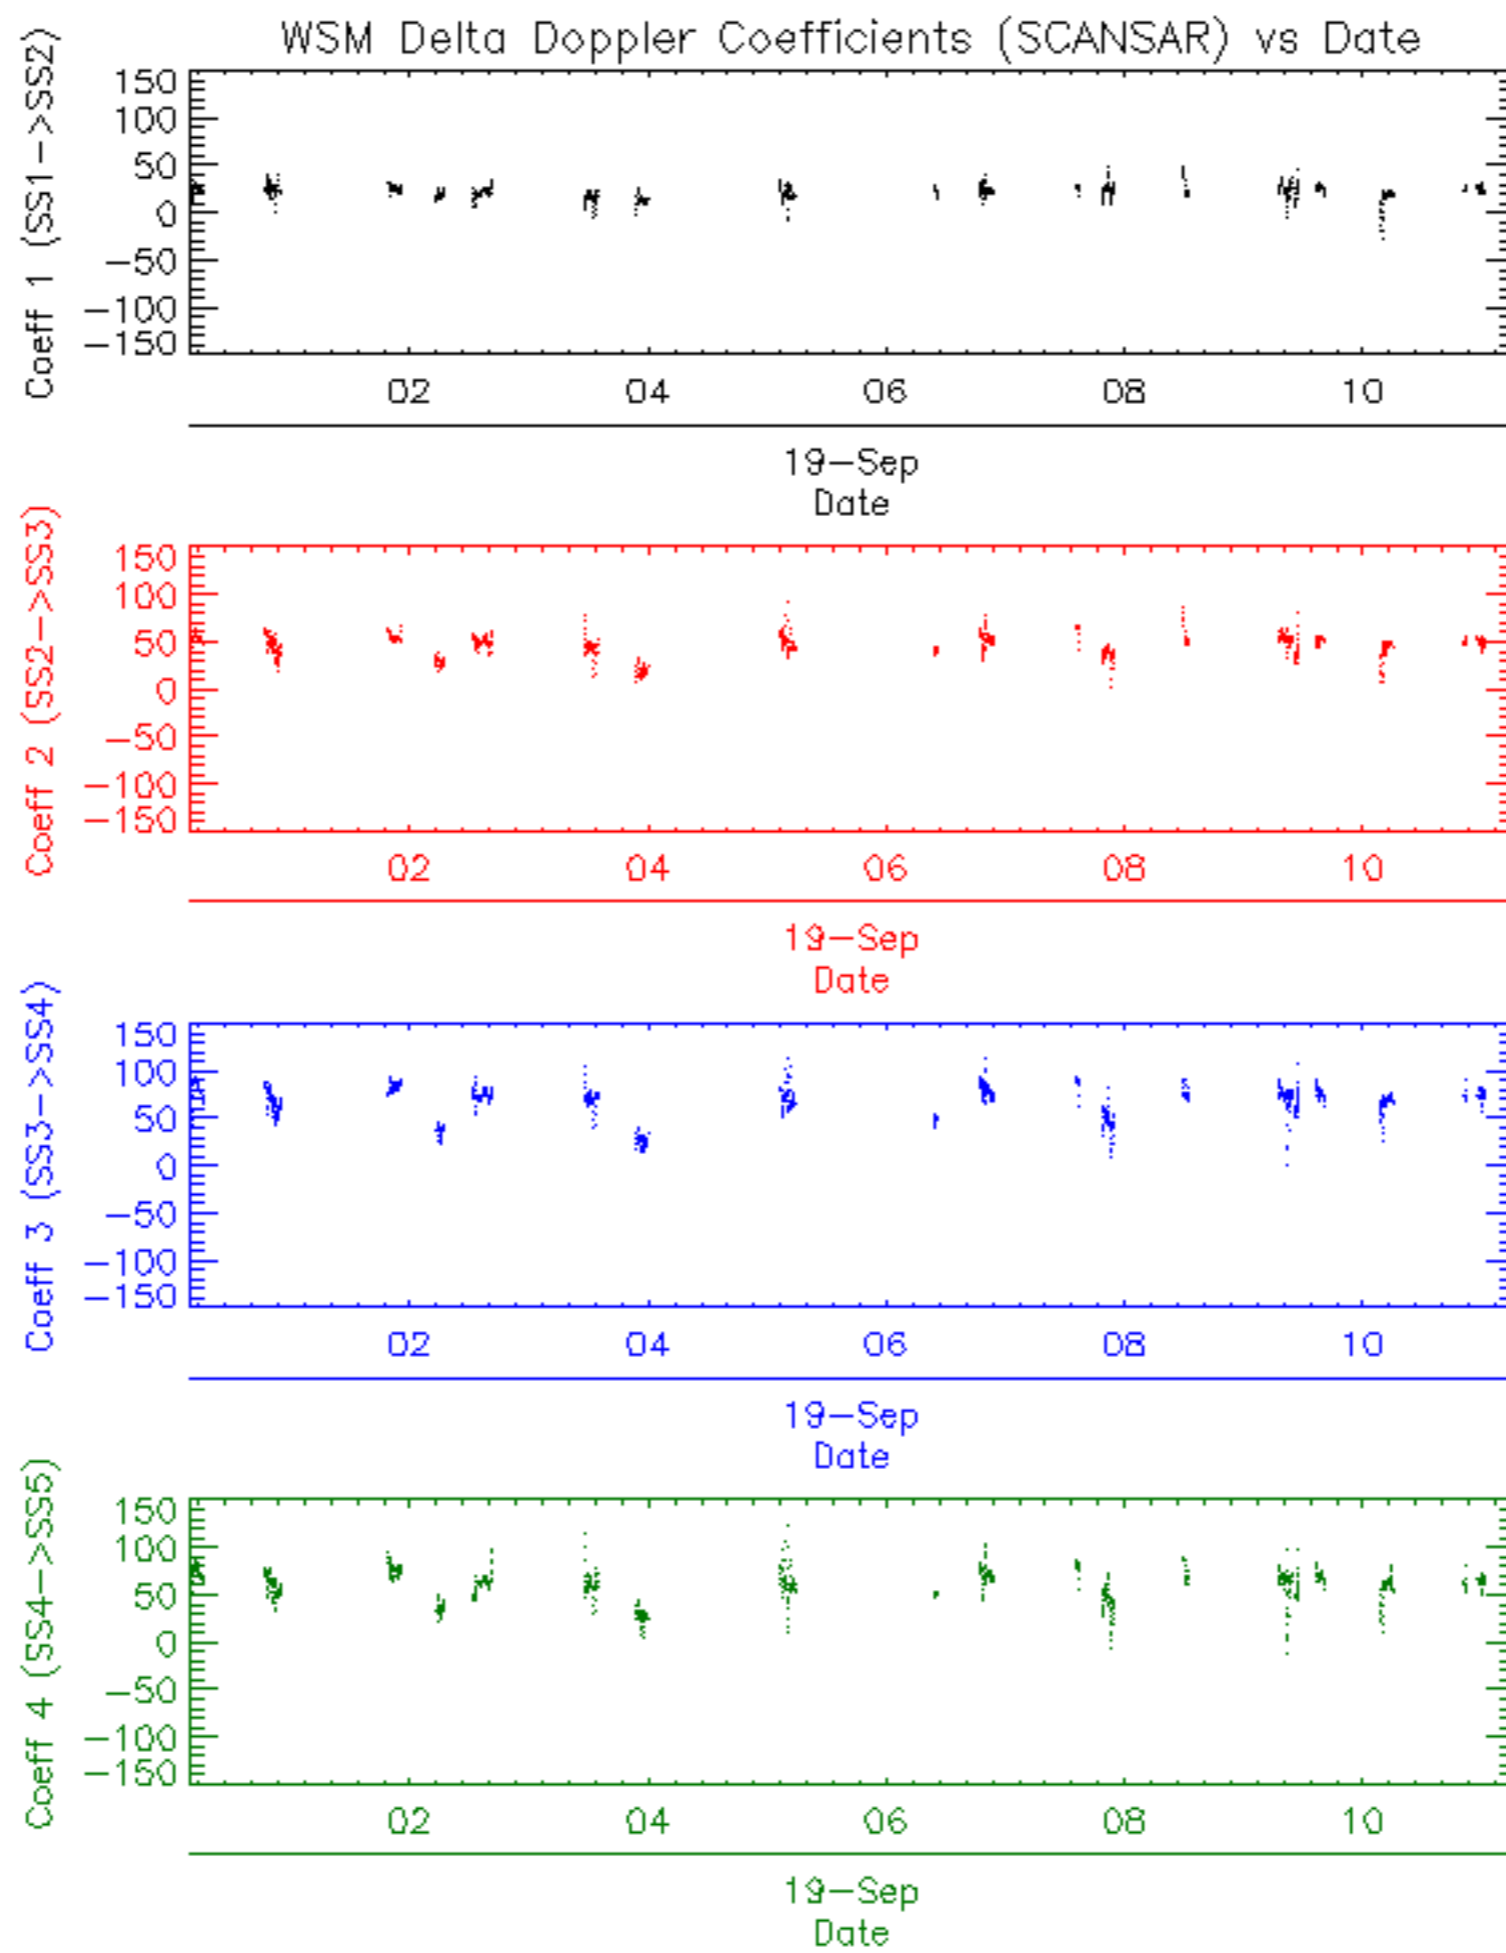 WSM Delta Doppler Coefficients (SCANSAR) vs Date
Coeff 1 (SS1->SS2)
150
100
50
0
-50
-100
-150
02 04 06 08 10
19-Sep
Date
Coeff 2 (SS2->SS3)
150
100
50
0
-50
-100
-150
02 04 06 08 10
19-Sep
Date
Coeff 3 (SS3->SS4)
150
100
50
0
-50
-100
-150
02 04 06 08 10
19-Sep
Date
Coeff 4 (SS4->SS5)
150
100
50
0
-50
-100
-150
02 04 06 08 10
19-Sep
Date